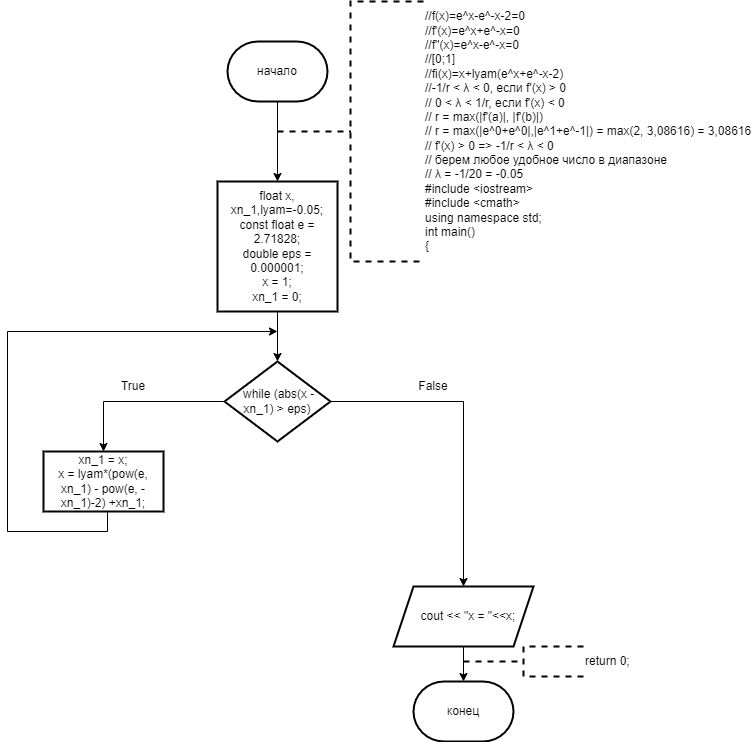 //f(x)=e^x-e^-x-2=0
//f'(x)=e^x+e^-x=0
//f''(x)=e^x-e^-x=0
//[0;1]
//fi(x)=x+lyam(e^x+e^-x-2)
//-1/r < λ < 0, если f'(x) > 0
// 0 < λ < 1/r, если f'(x) < 0
// r = max(|f'(a)|, |f'(b)|)
// r = max(|e^0+e^0|,|e^1+e^-1|) = max(2, 3,08616) = 3,08616
// f'(x) > 0 => -1/r < λ < 0
// берем любое удобное число в диапазоне
// λ = -1/20 = -0.05
#include <iostream>
#include <cmath>
using namespace std;
int main()
{
начало
float x,
xn_1,lyam=-0.05;
const float e =
2.71828;
double eps =
0.000001;
x = 1;
xn_1 = 0;
while (abs(x -
xn_1) > eps)
True
False
xn_1 = x;
x = lyam*(pow(e,
xn_1) - pow(e, -
xn_1)-2) +xn_1;
cout << "x = "<<x;
return 0;
конец